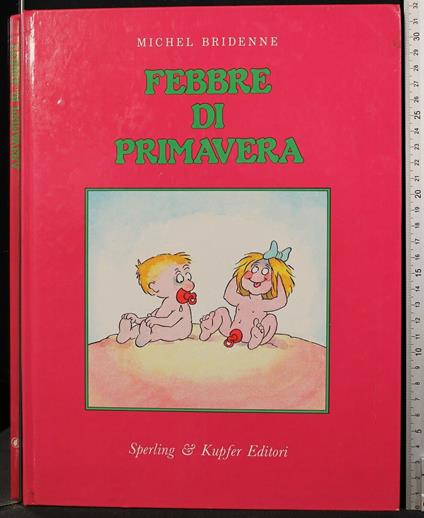 MICHEL BRIDENNE
FEBBRE
DI
PRIMAVERA
Sperling & Kupfer Editori